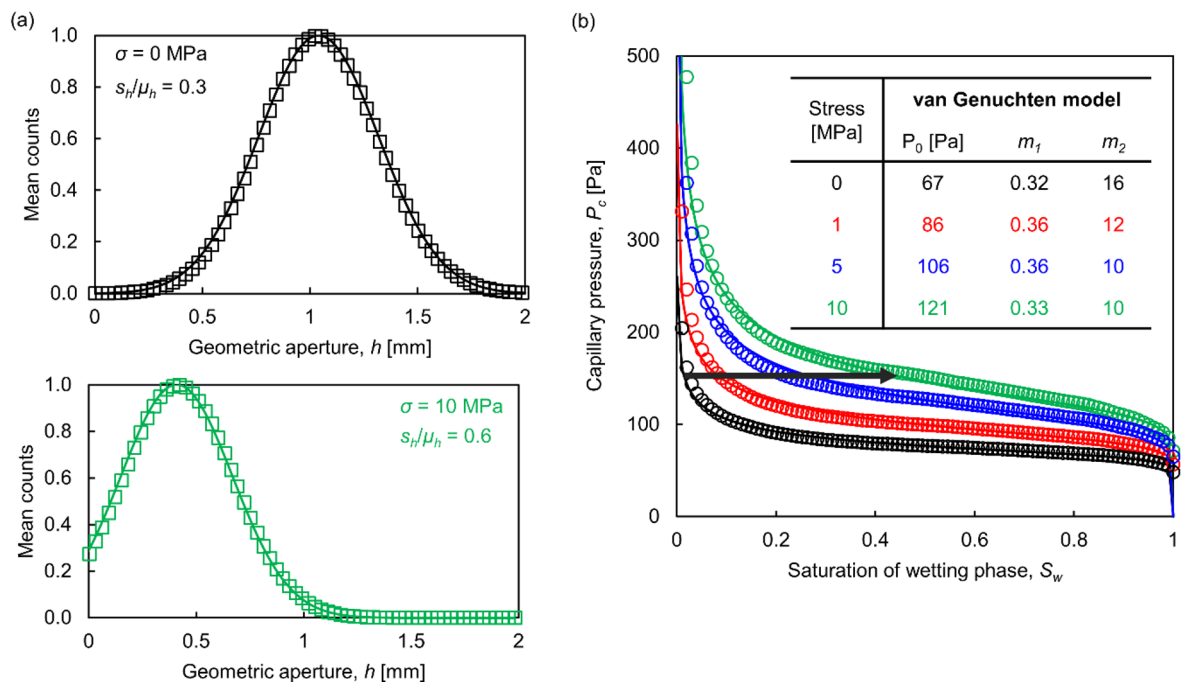 (a)
1.0
0.8
0.6
0.4
0.2
0.0
Mean counts
σ = 0 MPa
s_h/μ_h = 0.3
0 0.5 1 1.5 2
Geometric aperture, h [mm]
1.0
0.8
0.6
0.4
0.2
0.0
Mean counts
σ = 10 MPa
s_h/μ_h = 0.6
0 0.5 1 1.5 2
Geometric aperture, h [mm]
(b)
500
400
300
200
100
0
Capillary pressure, P_c [Pa]
Stress [MPa] van Genuchten model
P_0 [Pa] m_1 m_2
0 67 0.32 16
1 86 0.36 12
5 106 0.36 10
10 121 0.33 10
0 0.2 0.4 0.6 0.8 1
Saturation of wetting phase, S_w